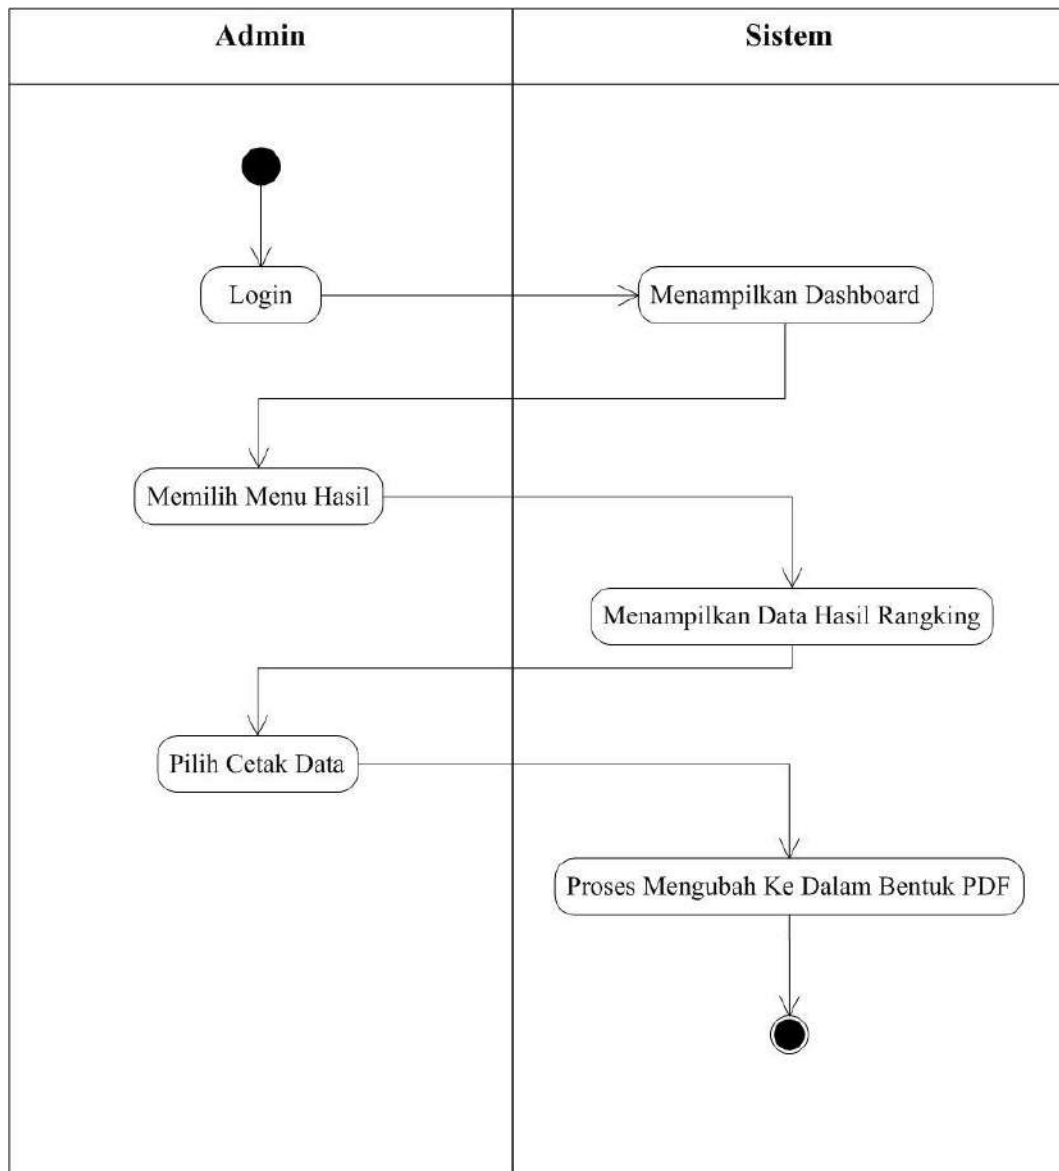 Admin
Sistem
Login
Menampilkan Dashboard
Memilih Menu Hasil
Menampilkan Data Hasil Rangking
Pilih Cetak Data
Proses Mengubah Ke Dalam Bentuk PDF